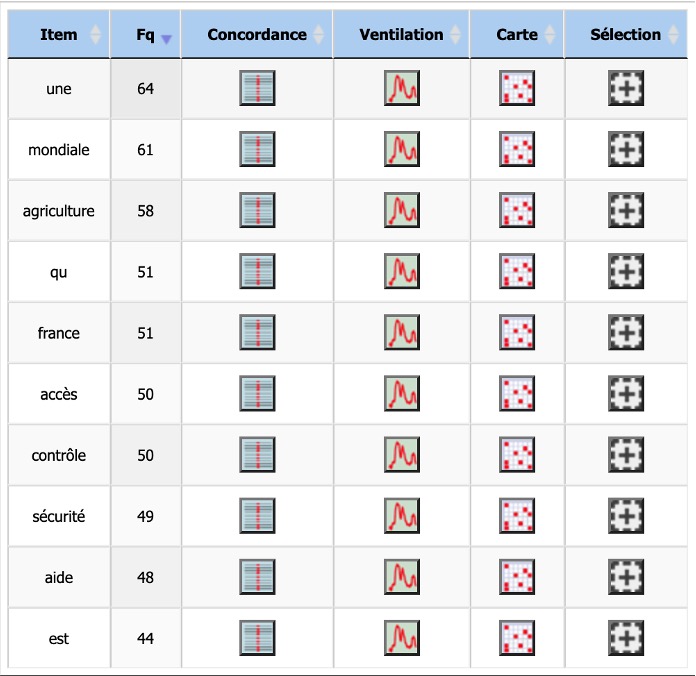 Item Fq Concordance Ventilation Carte Sélection
une 64
mondiale 61
agriculture 58
qu 51
france 51
accès 50
contrôle 50
sécurité 49
aide 48
est 44